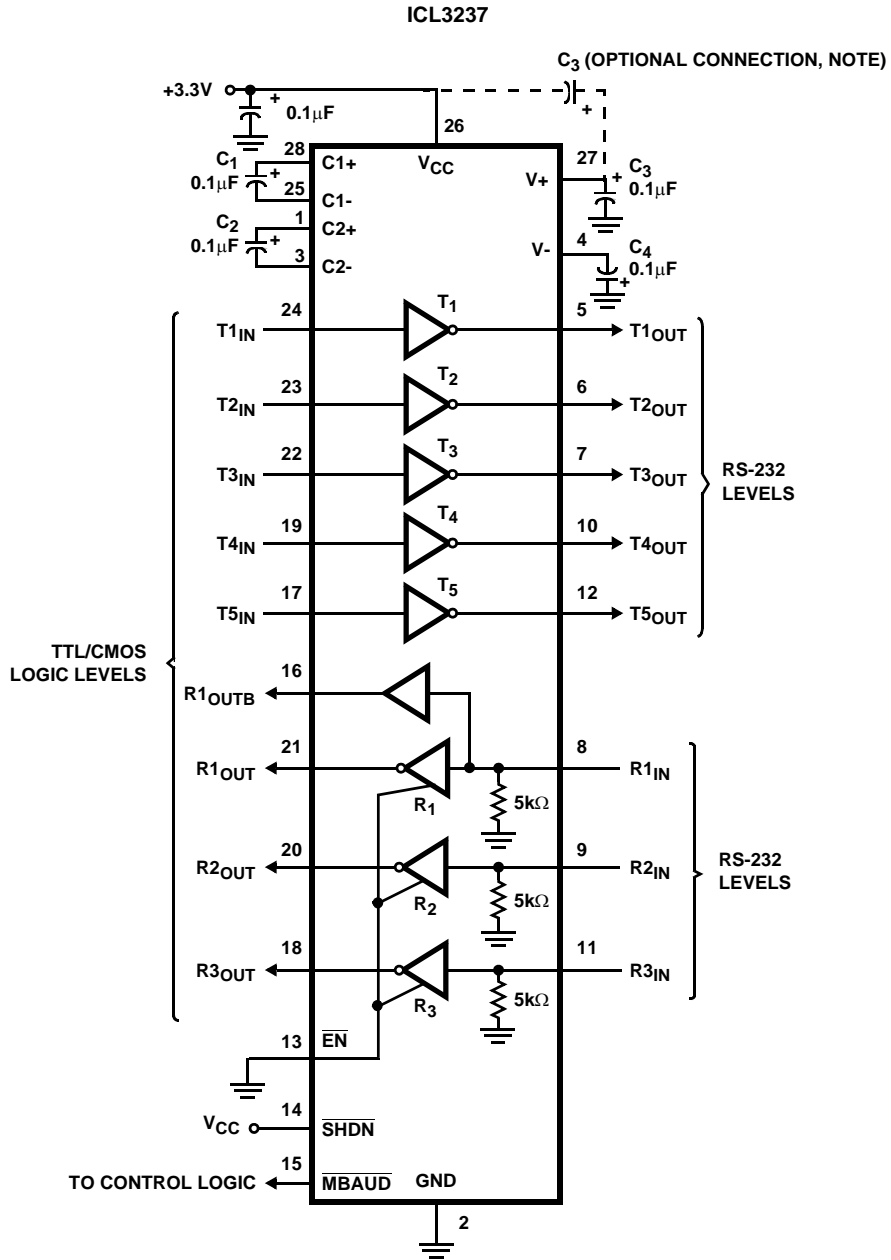 ICL3237
C3 (OPTIONAL CONNECTION, NOTE)
+3.3V
+
0.1µF
+
26
28
C1
0.1µF
+
C1+
VCC
27
V+
+
C3
0.1µF
25
C1-
1
C2
0.1µF
+
C2+
3
C2-
4
V-
C4
0.1µF
+
24
T1IN
T1
5
T1OUT
23
T2IN
T2
6
T2OUT
22
T3IN
T3
7
T3OUT
RS-232
LEVELS
19
T4IN
T4
10
T4OUT
17
T5IN
T5
12
T5OUT
TTL/CMOS
LOGIC LEVELS
16
R1OUTB
21
R1OUT
R1
8
R1IN
5kΩ
20
R2OUT
R2
9
R2IN
5kΩ
RS-232
LEVELS
18
R3OUT
R3
11
R3IN
5kΩ
13
EN
14
VCC
SHDN
15
TO CONTROL LOGIC
MBAUD
GND
2